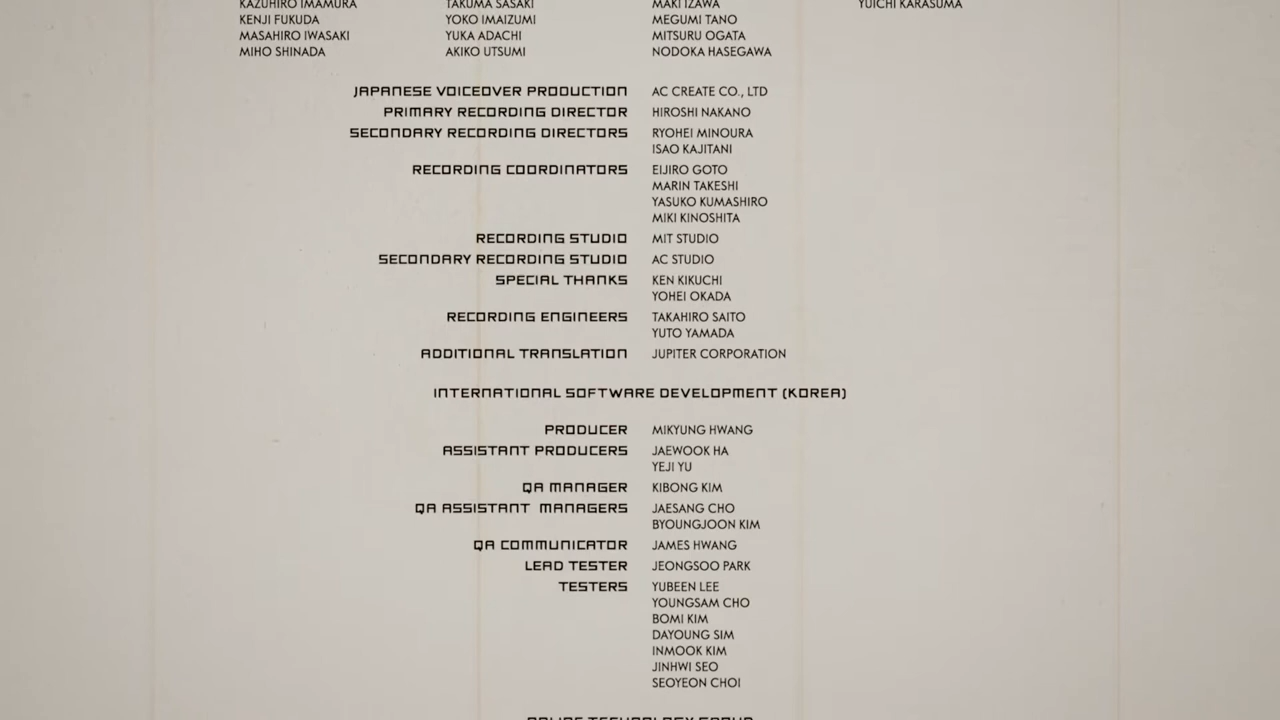 KAZUHIRO IMAMURA TAKUMA SASAKI MAKI IZAWA YUICHI KARASUMA
KENJI FUKUDA YOKO IMAIZUMI MEGUMI TANO
MASAHIRO IWASAKI YUKA ADACHI MITSURU OGATA
MIHO SHINADA AKIKO UTSUMI NODOKA HASEGAWA
JAPANESE VOICEOVER PRODUCTION AC CREATE CO., LTD
PRIMARY RECORDING DIRECTOR HIROSHI NAKANO
SECONDARY RECORDING DIRECTORS RYOHEI MINOURA
ISAO KAJITANI
RECORDING COORDINATORS EIJIRO GOTO
MARIN TAKESHI
YASUKO KUMASHIRO
MIKI KINOSHITA
RECORDING STUDIO MIT STUDIO
SECONDARY RECORDING STUDIO AC STUDIO
SPECIAL THANKS KEN KIKUCHI
YOHEI OKADA
RECORDING ENGINEERS TAKAHIRO SAITO
YUTO YAMADA
ADDITIONAL TRANSLATION JUPITER CORPORATION
INTERNATIONAL SOFTWARE DEVELOPMENT (KOREA)
PRODUCER MIKYUNG HWANG
ASSISTANT PRODUCERS JAEWOOK HA
YEJI YU
QA MANAGER KIBONG KIM
QA ASSISTANT MANAGERS JAESANG CHO
BYOUNGJOON KIM
QA COMMUNICATOR JAMES HWANG
LEAD TESTER JEONGSOO PARK
TESTERS YUBEEN LEE
YOUNGSAM CHO
BOMI KIM
DAYOUNG SIM
INMOOK KIM
JINHWI SEO
SEOYEON CHOI
ONLINE TECHNOLOGY GROUP